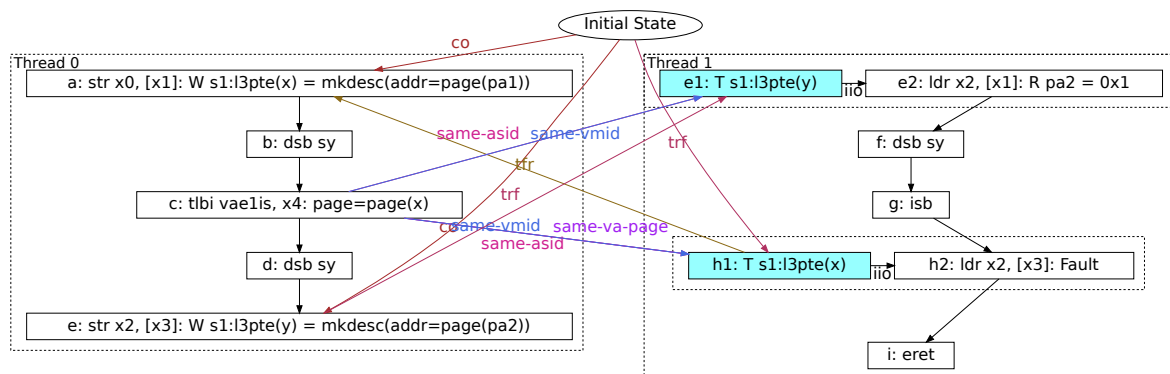 Initial State
co
Thread 0
Thread 1
a: str x0, [x1]: W s1:l3pte(x) = mkdesc(addr=page(pa1))
e1: T s1:l3pte(y)
iio
e2: ldr x2, [x1]: R pa2 = 0x1
b: dsb sy
same-asid
same-vmid
trf
f: dsb sy
tfr
trf
c: tlbi vae1is, x4: page=page(x)
g: isb
co
same-vmid
same-va-page
same-asid
d: dsb sy
h1: T s1:l3pte(x)
iio
h2: ldr x2, [x3]: Fault
e: str x2, [x3]: W s1:l3pte(y) = mkdesc(addr=page(pa2))
i: eret